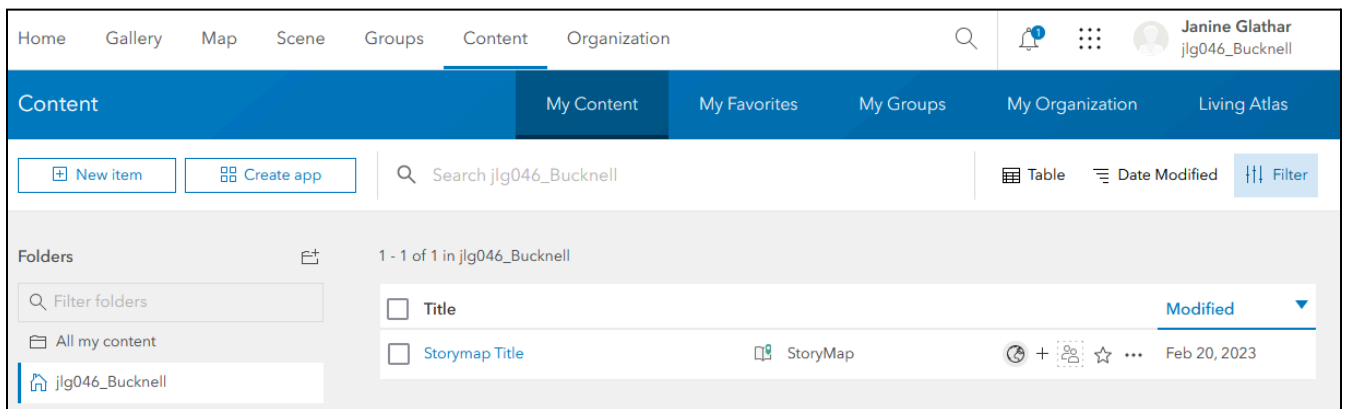 Home Gallery Map Scene Groups Content Organization 1 Janine Glathar
jlg046_Bucknell
Content My Content My Favorites My Groups My Organization Living Atlas
New item Create app Search jlg046_Bucknell Table Date Modified Filter
Folders 1 - 1 of 1 in jlg046_Bucknell
Filter folders Title Modified
All my content Storymap Title StoryMap Feb 20, 2023
jlg046_Bucknell